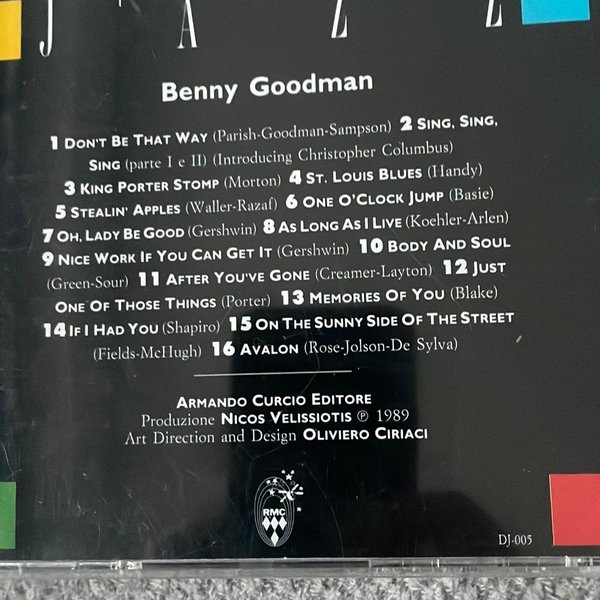 JAZZ
Benny Goodman
1 DON'T BE THAT WAY (Parish-Goodman-Sampson) 2 SING, SING,
SING (parte I e II) (Introducing Christopher Columbus)
3 KING PORTER STOMP (Morton) 4 ST. LOUIS BLUES (Handy)
5 STEALIN' APPLES (Waller-Razaf) 6 ONE O'CLOCK JUMP (Basie)
7 OH, LADY BE GOOD (Gershwin) 8 AS LONG AS I LIVE (Koehler-Arlen)
9 NICE WORK IF YOU CAN GET IT (Gershwin) 10 BODY AND SOUL
(Green-Sour) 11 AFTER YOU'VE GONE (Creamer-Layton) 12 JUST
ONE OF THOSE THINGS (Porter) 13 MEMORIES OF YOU (Blake)
14 IF I HAD YOU (Shapiro) 15 ON THE SUNNY SIDE OF THE STREET
(Fields-McHugh) 16 AVALON (Rose-Jolson-De Sylva)
ARMANDO CURCIO EDITORE
Produzione NICOS VELISSIOTIS ℗ 1989
Art Direction and Design OLIVIERO CIRIACI
RMC
DJ-005